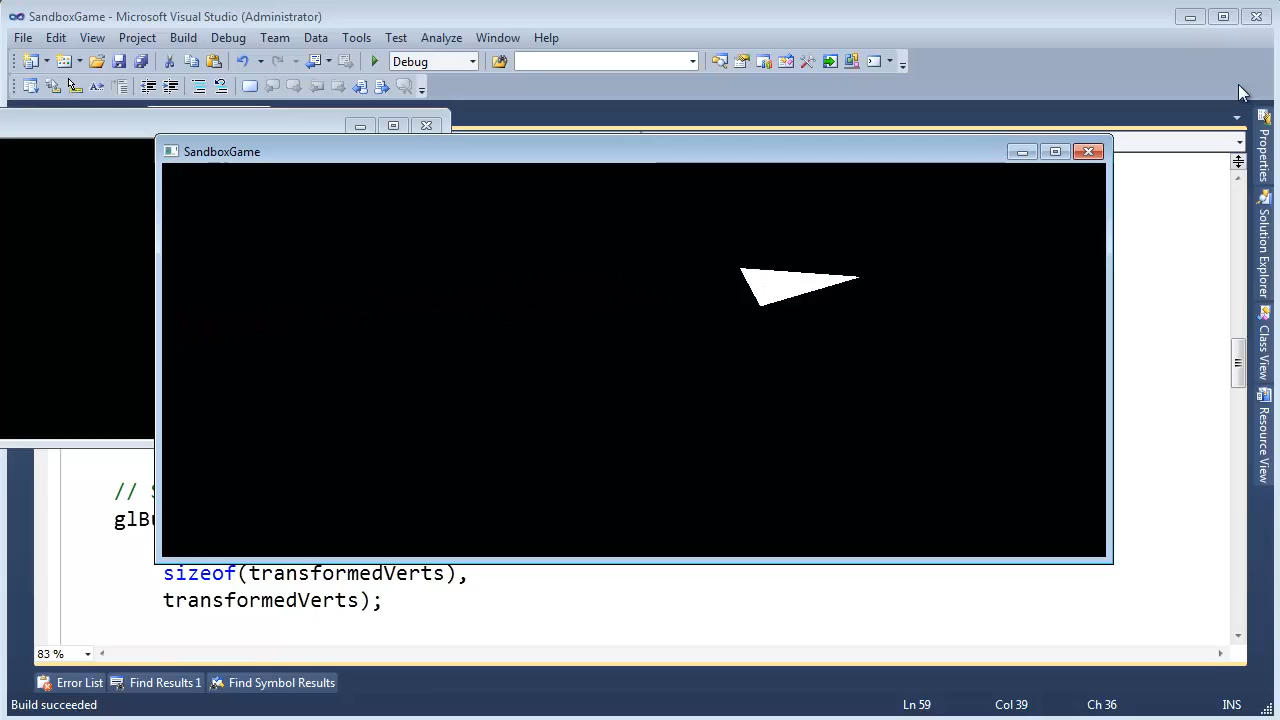 SandboxGame - Microsoft Visual Studio (Administrator)
File Edit View Project Build Debug Team Data Tools Test Analyze Window Help
Debug
SandboxGame
Properties
Solution Explorer
Class View
Resource View
//
glB
sizeof(transformedVerts),
transformedVerts);
83 %
Error List Find Results 1 Find Symbol Results
Build succeeded Ln 59 Col 39 Ch 36 INS